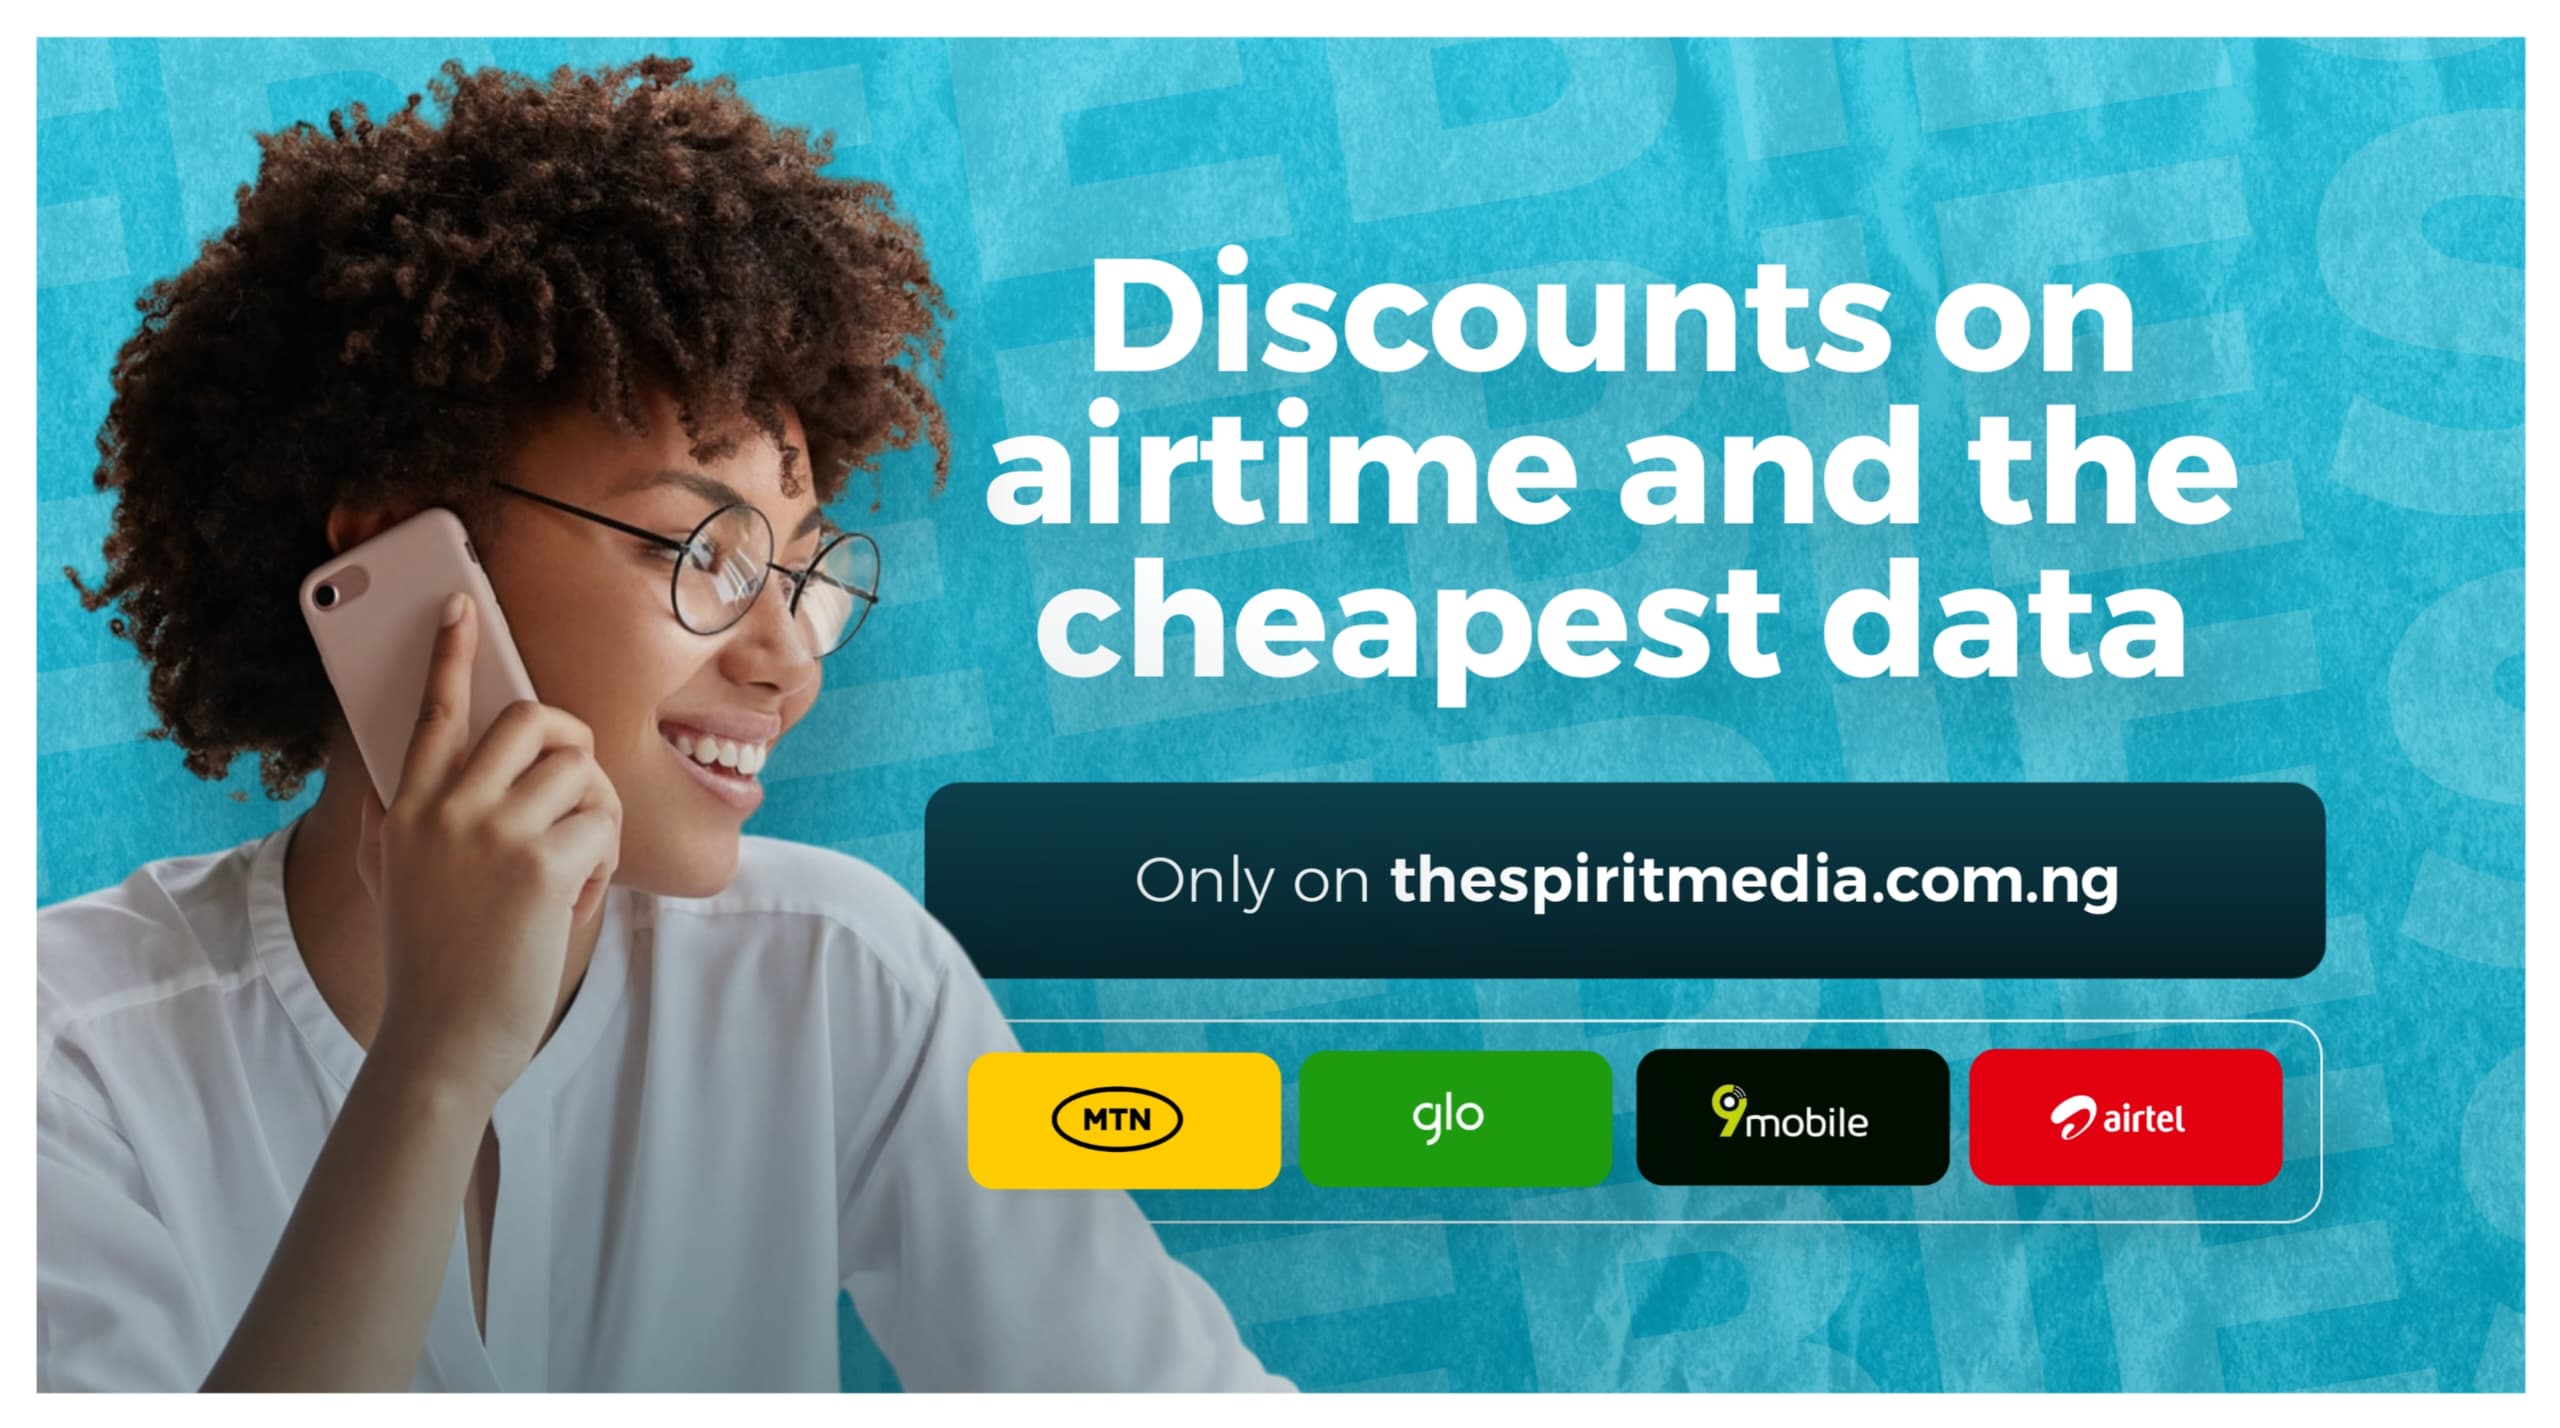 Discounts on
airtime and the
cheapest data
Only on thespiritmedia.com.ng
MTN
glo
9mobile
airtel